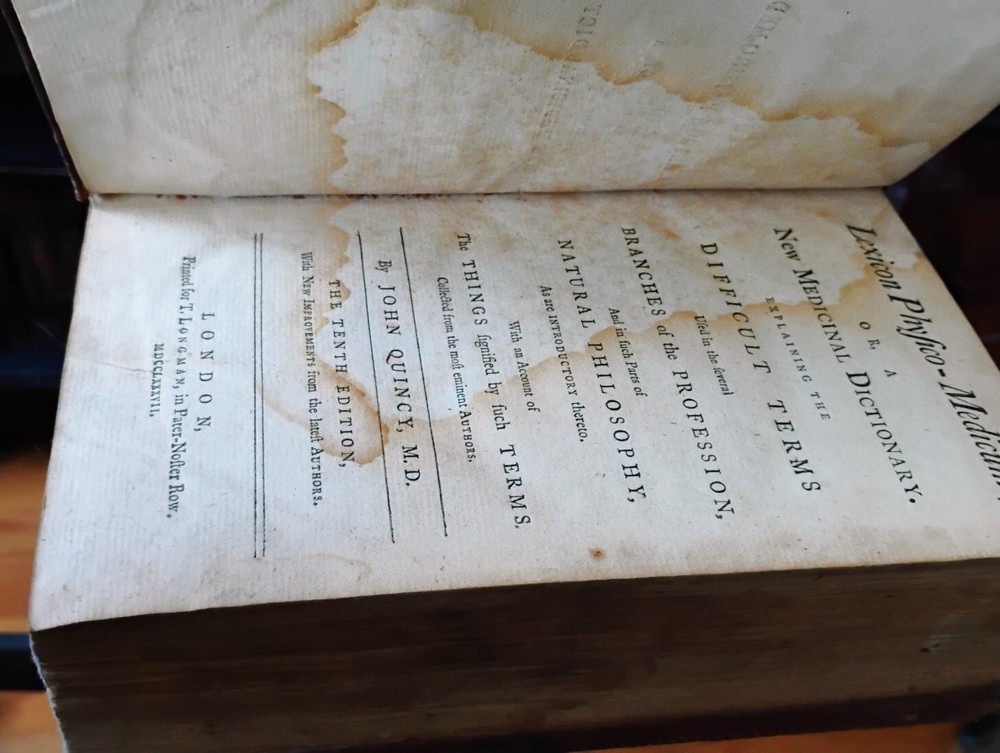 Lexicon Phyſico-Medicum
O R, A
New Medicinal Dictionary.
EXPLAINING THE
DIFFICULT TERMS
Uſed in the ſeveral
BRANCHES of the PROFESSION,
And in ſuch Parts of
NATURAL PHILOSOPHY,
As are INTRODUCTORY thereto.
With an Account of
The THINGS ſignified by ſuch TERMS.
Collected from the moſt eminent AUTHORS.
By JOHN QUINCY, M.D.
THE TENTH EDITION,
With NEW IMPROVEMENTS from the lateſt AUTHORS.
LONDON,
Printed for T. LONGMAN, in Pater-Noſter Row.
MDCCLXXXVII.